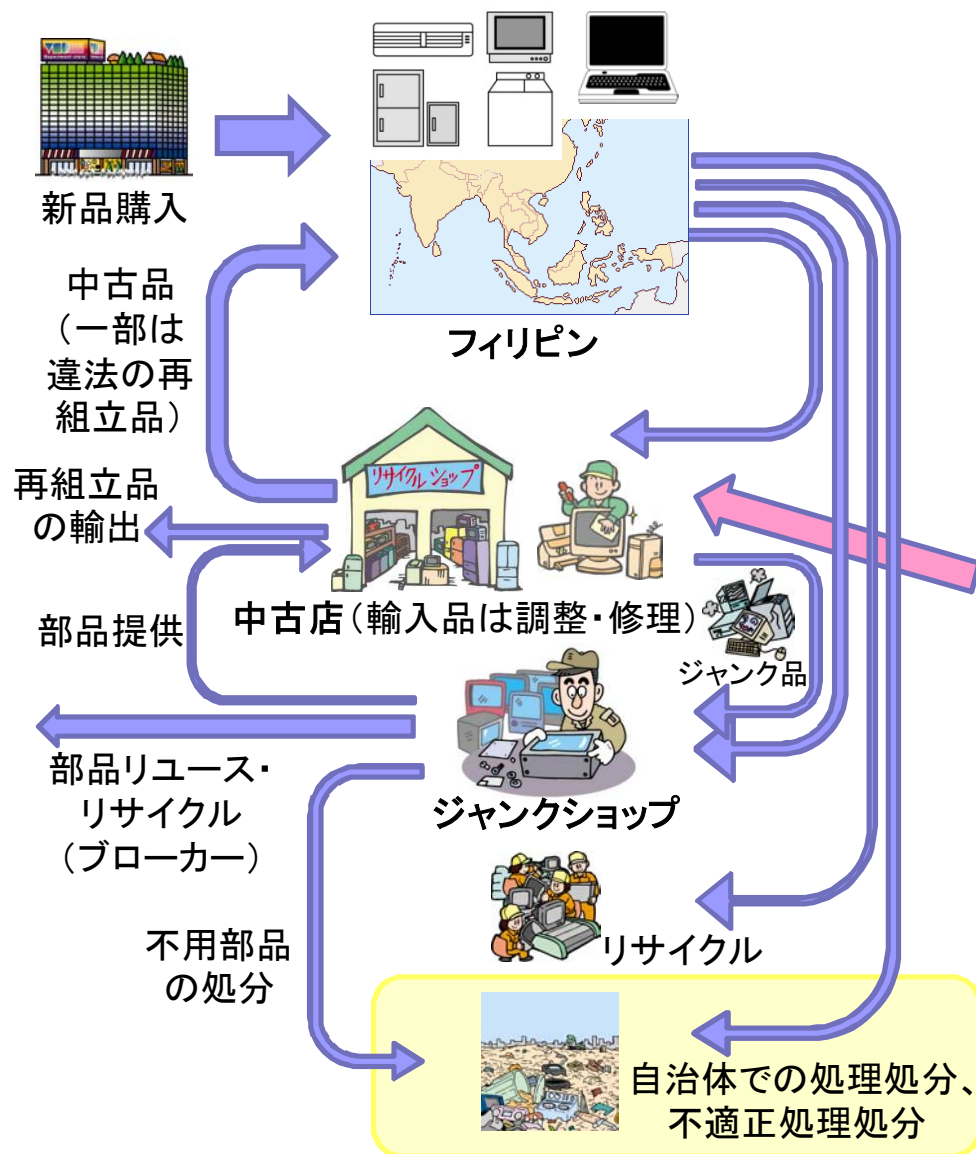 新品購入
フィリピン
中古品
(一部は
違法の再
組立品)
再組立品
の輸出
リサイクルショップ
中古店(輸入品は調整・修理)
部品提供
ジャンク品
部品リユース・
リサイクル
(ブローカー)
ジャンクショップ
不用部品
の処分
リサイクル
自治体での処理処分、
不適正処理処分